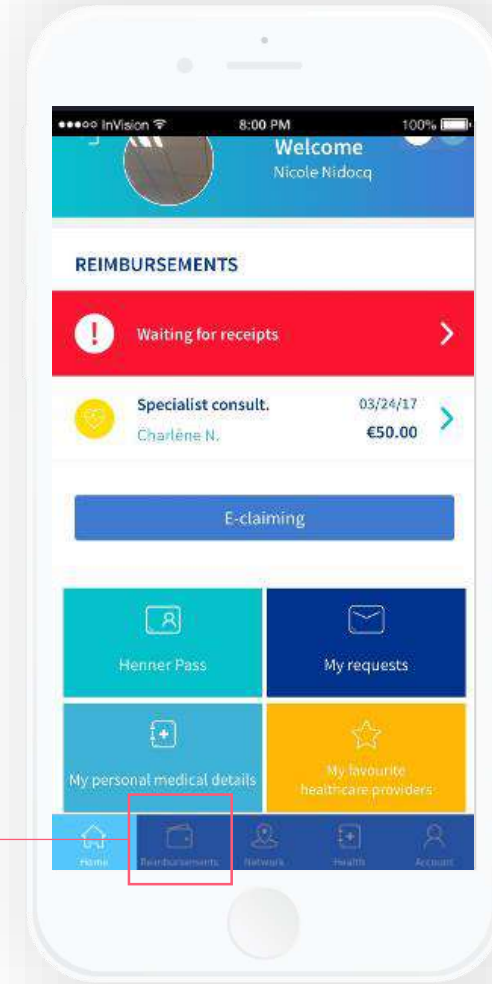 InVision 8:00 PM 100%
Welcome
Nicole Nidocq
REIMBURSEMENTS
! Waiting for receipts
Specialist consult. 03/24/17
Charlène N. €50.00
E-claiming
Henner Pass
My requests
My personal medical details
My favourite
healthcare providers
Home Reimbursements Network Health Account